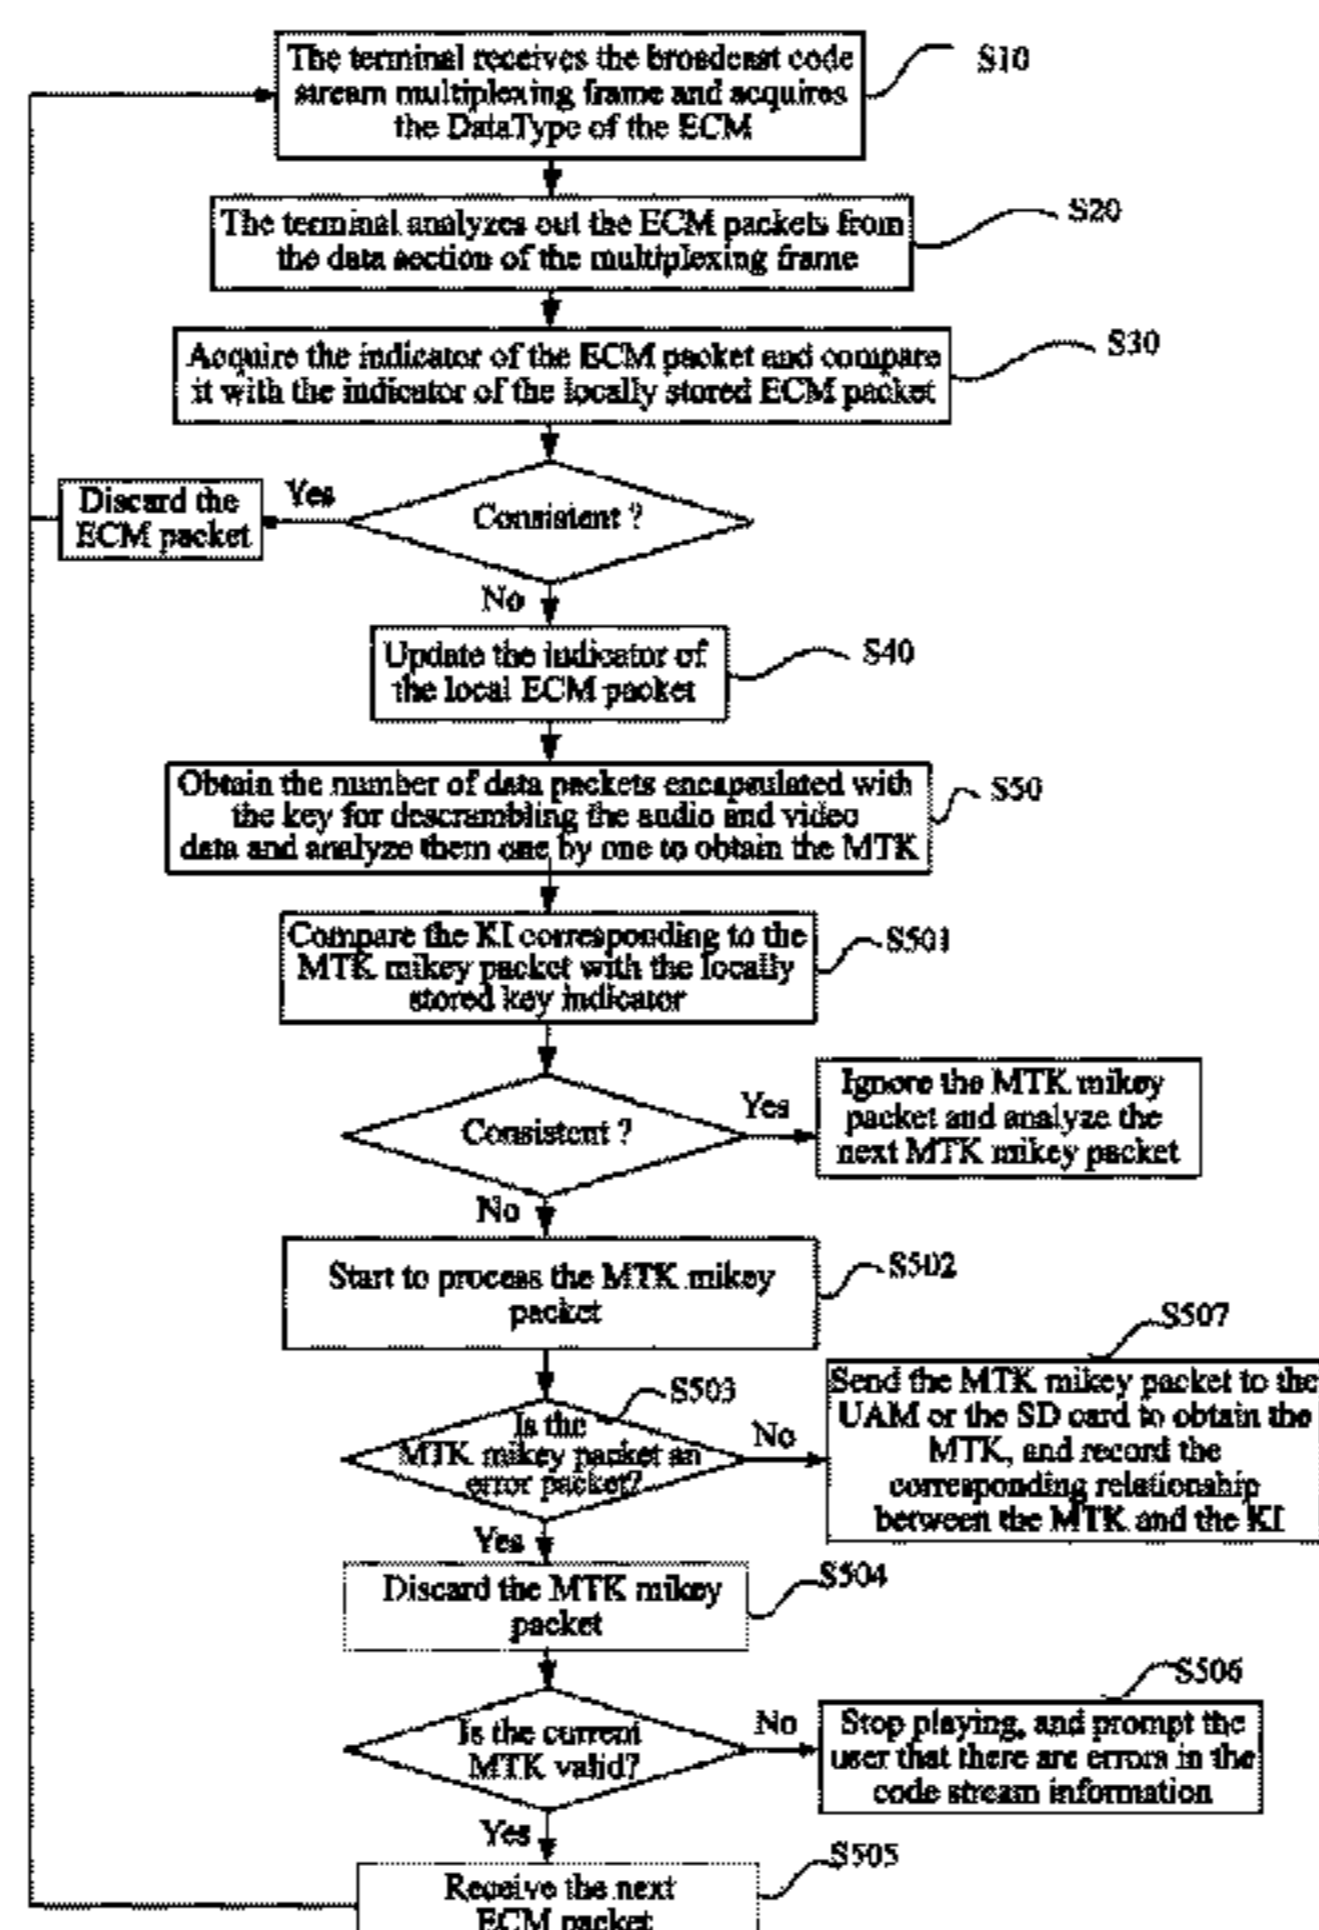 The terminal receives the broadcast code
stream multiplexing frame and acquires
the DataType of the ECM
S10
The terminal analyzes out the ECM packets from
the data section of the multiplexing frame
S20
Acquire the indicator of the ECM packet and compare
it with the indicator of the locally stored ECM packet
S30
Discard the
ECM packet
Yes
Consistent ?
No
Update the indicator of
the local ECM packet
S40
Obtain the number of data packets encapsulated with
the key for descrambling the audio and video
data and analyze them one by one to obtain the MTK
S50
Compare the KI corresponding to the
MTK mikey packet with the locally
stored key indicator
S501
Consistent ?
Yes
Ignore the MTK mikey
packet and analyze the
next MTK mikey packet
No
Start to process the MTK mikey
packet
S502
S503
Is the
MTK mikey packet an
error packet?
No
S507
Send the MTK mikey packet to the
UAM or the SD card to obtain the
MTK, and record the
corresponding relationship
between the MTK and the KI
Yes
Discard the MTK mikey
packet
S504
Is the current
MTK valid?
No
S506
Stop playing, and prompt the
user that there are errors in the
code stream information
Yes
Receive the next
ECM packet
S505